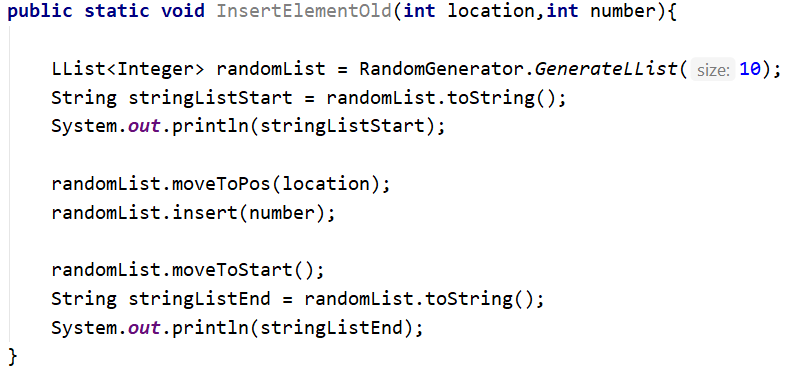 public static void InsertElementOld(int location,int number){
LList<Integer> randomList = RandomGenerator.GenerateLList( size: 10);
String stringListStart = randomList.toString();
System.out.println(stringListStart);
randomList.moveToPos(location);
randomList.insert(number);
randomList.moveToStart();
String stringListEnd = randomList.toString();
System.out.println(stringListEnd);
}